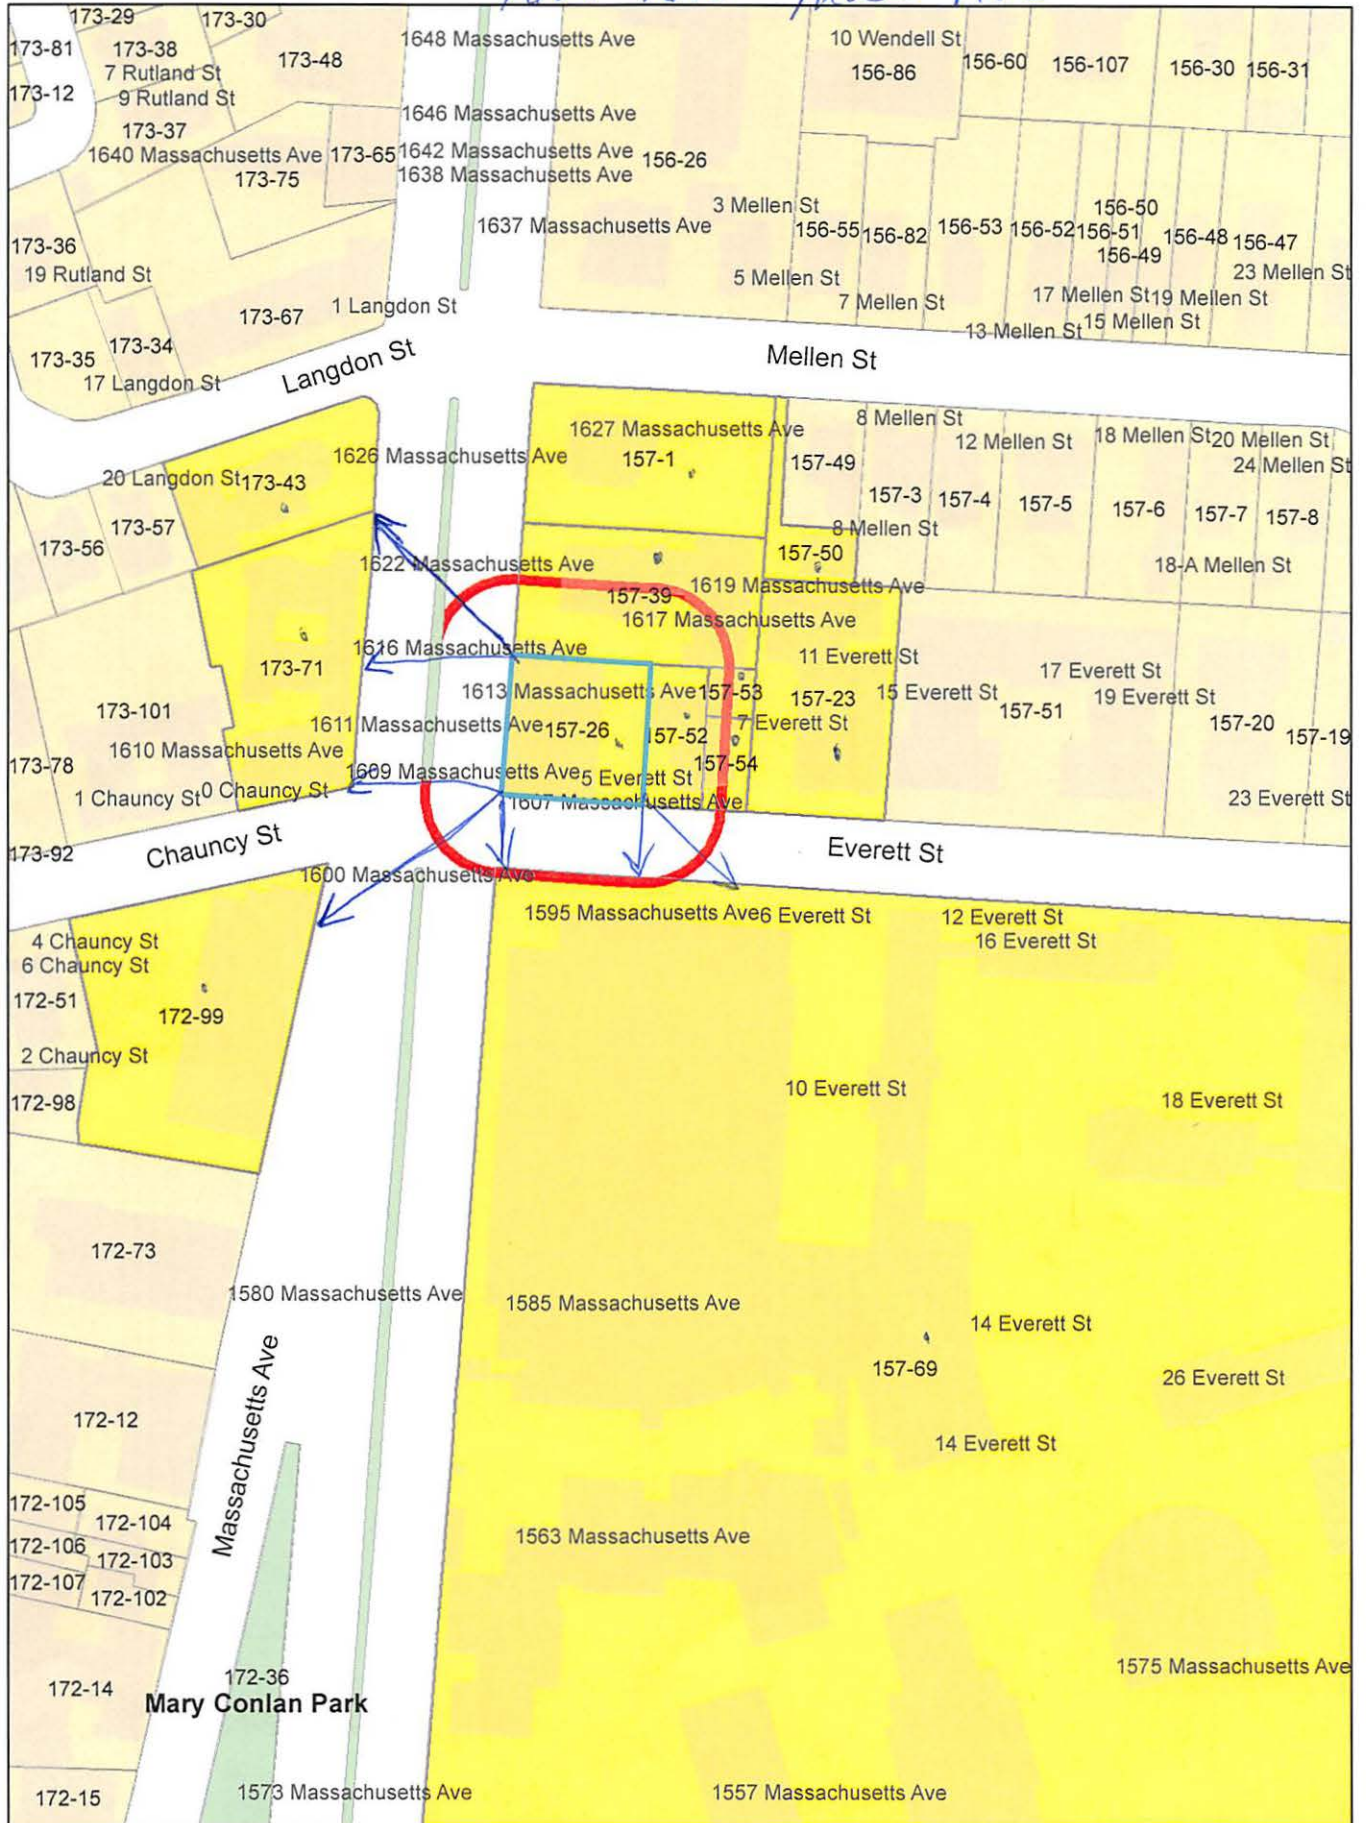 173-29
173-30
1648 Massachusetts Ave
10 Wendell St
173-81
173-38
173-48
156-86
156-60
156-107
156-30
156-31
7 Rutland St
173-12
9 Rutland St
1646 Massachusetts Ave
173-37
1640 Massachusetts Ave
173-65
1642 Massachusetts Ave
156-26
173-75
1638 Massachusetts Ave
3 Mellen St
156-50
1637 Massachusetts Ave
156-55
156-82
156-53
156-52
156-51
156-48
156-47
173-36
156-49
19 Rutland St
5 Mellen St
23 Mellen St
173-67
1 Langdon St
7 Mellen St
17 Mellen St
19 Mellen St
13 Mellen St
15 Mellen St
173-35
173-34
17 Langdon St
Langdon St
Mellen St
1627 Massachusetts Ave
8 Mellen St
12 Mellen St
18 Mellen St
20 Mellen St
1626 Massachusetts Ave
157-1
157-49
24 Mellen St
20 Langdon St
173-43
157-3
157-4
157-5
157-6
157-7
157-8
173-57
8 Mellen St
173-56
157-50
1622 Massachusetts Ave
18-A Mellen St
1619 Massachusetts Ave
157-39
1617 Massachusetts Ave
1616 Massachusetts Ave
173-71
11 Everett St
17 Everett St
1613 Massachusetts Ave
157-53
157-23
15 Everett St
19 Everett St
173-101
157-51
1611 Massachusetts Ave
157-26
157-52
7 Everett St
157-20
157-19
1610 Massachusetts Ave
173-78
1609 Massachusetts Ave
5 Everett St
157-54
1 Chauncy St
0 Chauncy St
1607 Massachusetts Ave
23 Everett St
173-92
Chauncy St
Everett St
1600 Massachusetts Ave
1595 Massachusetts Ave
6 Everett St
12 Everett St
4 Chauncy St
16 Everett St
6 Chauncy St
172-51
172-99
2 Chauncy St
10 Everett St
172-98
18 Everett St
172-73
1580 Massachusetts Ave
1585 Massachusetts Ave
14 Everett St
157-69
26 Everett St
172-12
Massachusetts Ave
14 Everett St
172-105
172-104
1563 Massachusetts Ave
172-106
172-103
172-107
172-102
172-36
1575 Massachusetts Ave
172-14
Mary Conlan Park
172-15
1573 Massachusetts Ave
1557 Massachusetts Ave